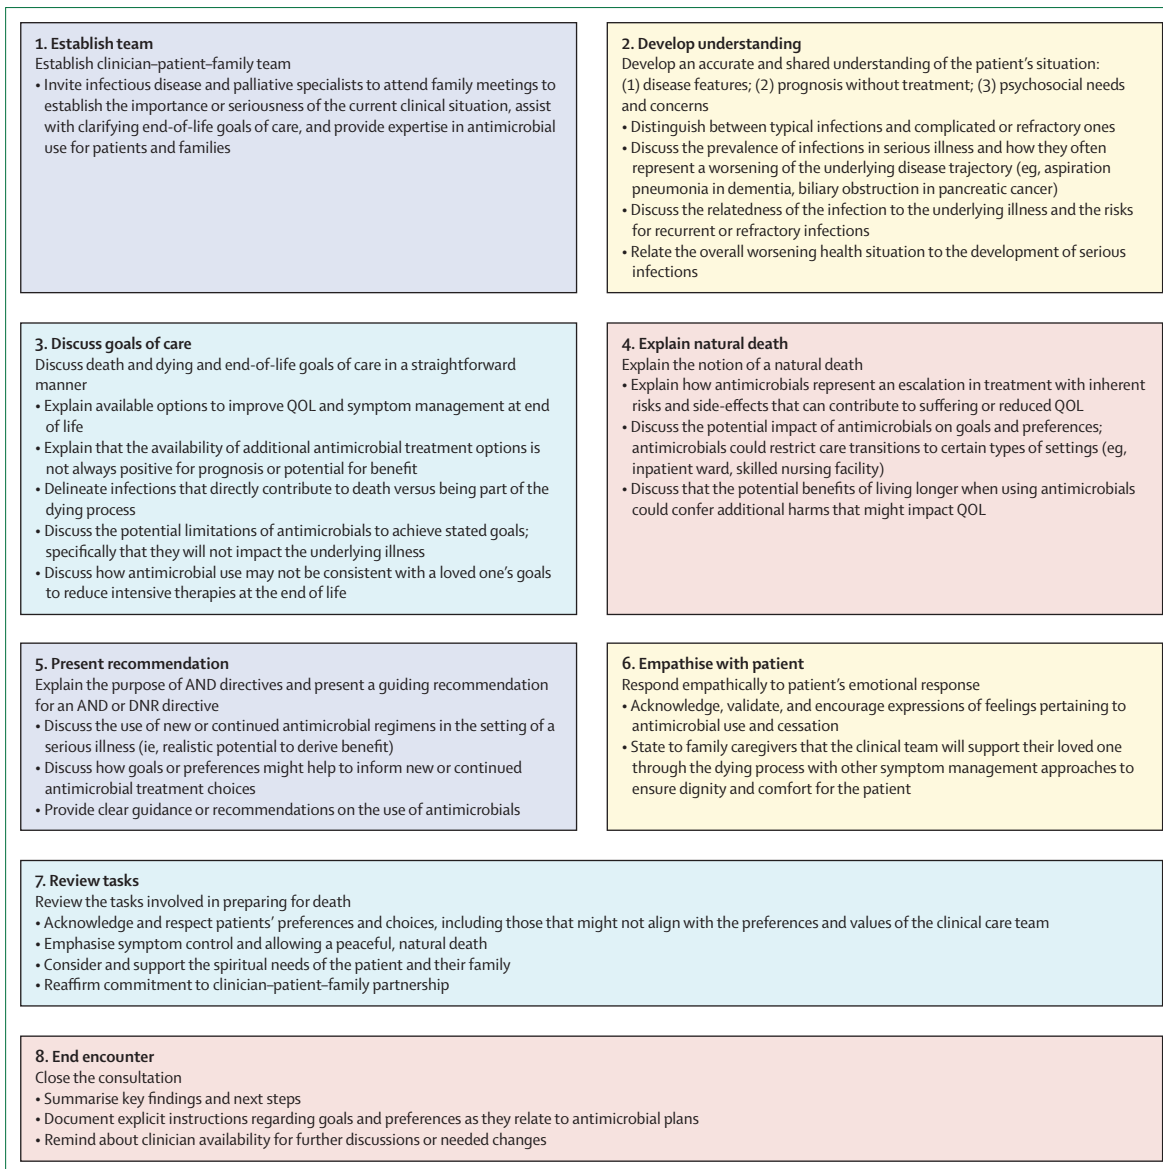 1. Establish team
Establish clinician–patient–family team
• Invite infectious disease and palliative specialists to attend family meetings to
establish the importance or seriousness of the current clinical situation, assist
with clarifying end-of-life goals of care, and provide expertise in antimicrobial
use for patients and families
2. Develop understanding
Develop an accurate and shared understanding of the patient's situation:
(1) disease features; (2) prognosis without treatment; (3) psychosocial needs
and concerns
• Distinguish between typical infections and complicated or refractory ones
• Discuss the prevalence of infections in serious illness and how they often
represent a worsening of the underlying disease trajectory (eg, aspiration
pneumonia in dementia, biliary obstruction in pancreatic cancer)
• Discuss the relatedness of the infection to the underlying illness and the risks
for recurrent or refractory infections
• Relate the overall worsening health situation to the development of serious
infections
3. Discuss goals of care
Discuss death and dying and end-of-life goals of care in a straightforward
manner
• Explain available options to improve QOL and symptom management at end
of life
• Explain that the availability of additional antimicrobial treatment options is
not always positive for prognosis or potential for benefit
• Delineate infections that directly contribute to death versus being part of the
dying process
• Discuss the potential limitations of antimicrobials to achieve stated goals;
specifically that they will not impact the underlying illness
• Discuss how antimicrobial use may not be consistent with a loved one's goals
to reduce intensive therapies at the end of life
4. Explain natural death
Explain the notion of a natural death
• Explain how antimicrobials represent an escalation in treatment with inherent
risks and side-effects that can contribute to suffering or reduced QOL
• Discuss the potential impact of antimicrobials on goals and preferences;
antimicrobials could restrict care transitions to certain types of settings (eg,
inpatient ward, skilled nursing facility)
• Discuss that the potential benefits of living longer when using antimicrobials
could confer additional harms that might impact QOL
5. Present recommendation
Explain the purpose of AND directives and present a guiding recommendation
for an AND or DNR directive
• Discuss the use of new or continued antimicrobial regimens in the setting of a
serious illness (ie, realistic potential to derive benefit)
• Discuss how goals or preferences might help to inform new or continued
antimicrobial treatment choices
• Provide clear guidance or recommendations on the use of antimicrobials
6. Empathise with patient
Respond empathically to patient's emotional response
• Acknowledge, validate, and encourage expressions of feelings pertaining to
antimicrobial use and cessation
• State to family caregivers that the clinical team will support their loved one
through the dying process with other symptom management approaches to
ensure dignity and comfort for the patient
7. Review tasks
Review the tasks involved in preparing for death
• Acknowledge and respect patients' preferences and choices, including those that might not align with the preferences and values of the clinical care team
• Emphasise symptom control and allowing a peaceful, natural death
• Consider and support the spiritual needs of the patient and their family
• Reaffirm commitment to clinician–patient–family partnership
8. End encounter
Close the consultation
• Summarise key findings and next steps
• Document explicit instructions regarding goals and preferences as they relate to antimicrobial plans
• Remind about clinician availability for further discussions or needed changes